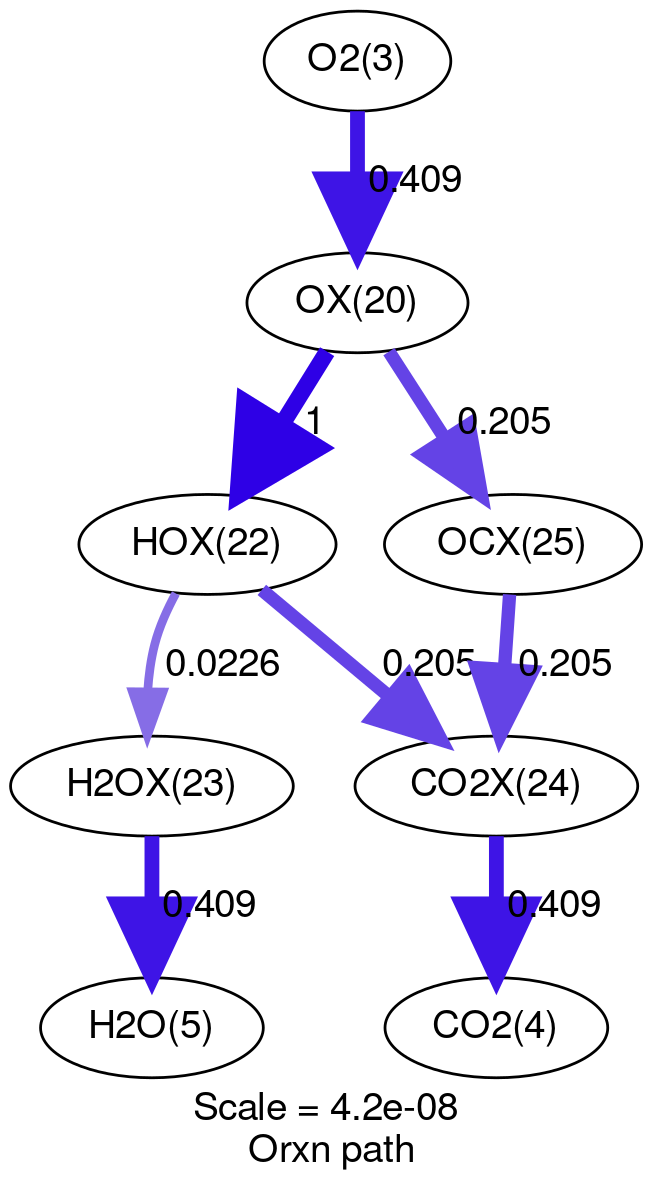 O2(3)
0.409
OX(20)
1
0.205
HOX(22)
OCX(25)
0.0226
0.205
0.205
H2OX(23)
CO2X(24)
0.409
0.409
H2O(5)
CO2(4)
Scale = 4.2e-08
Orxn path